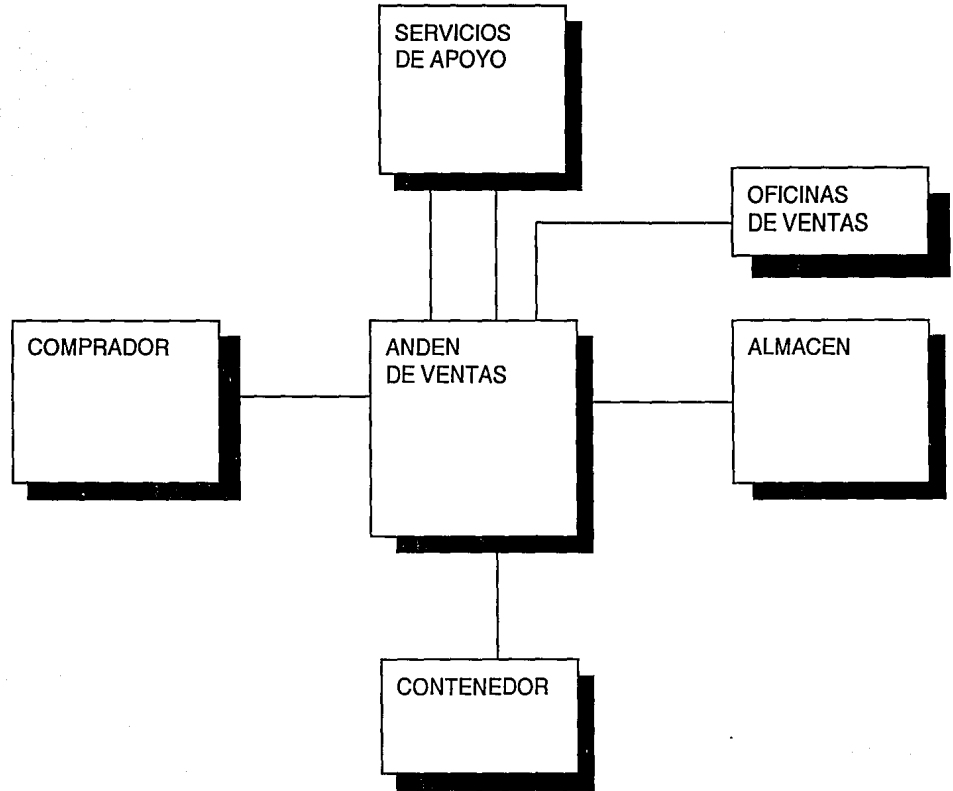 SERVICIOS
DE APOYO
OFICINAS
DE VENTAS
COMPRADOR
ANDEN
DE VENTAS
ALMACEN
CONTENEDOR